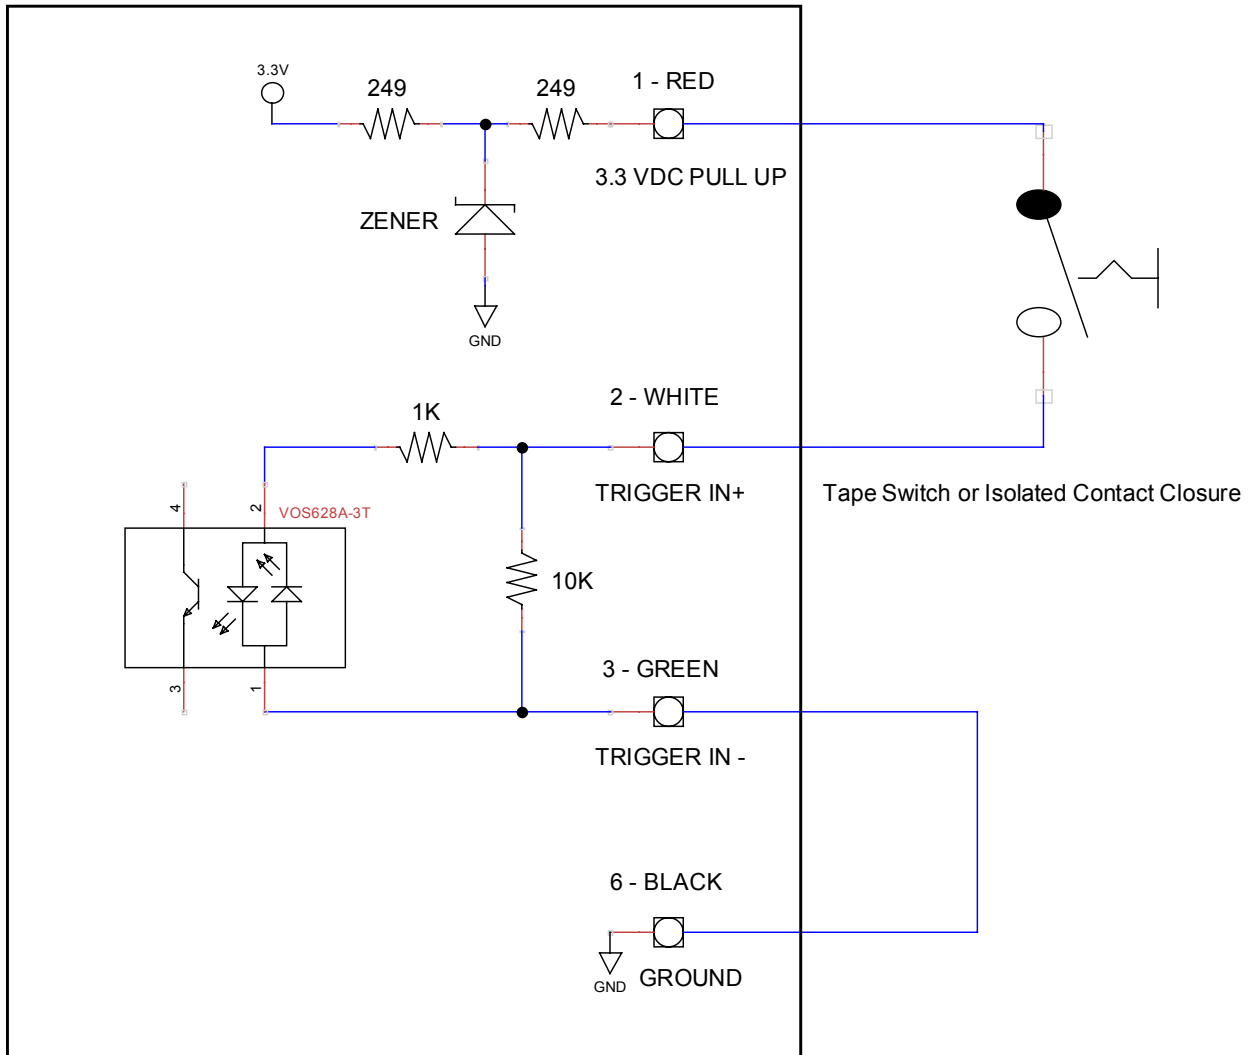 3.3V
249
249
1 - RED
3.3 VDC PULL UP
ZENER
GND
2 - WHITE
1K
TRIGGER IN+
Tape Switch or Isolated Contact Closure
4
2
VOS628A-3T
10K
3
1
3 - GREEN
TRIGGER IN -
6 - BLACK
GND
GROUND